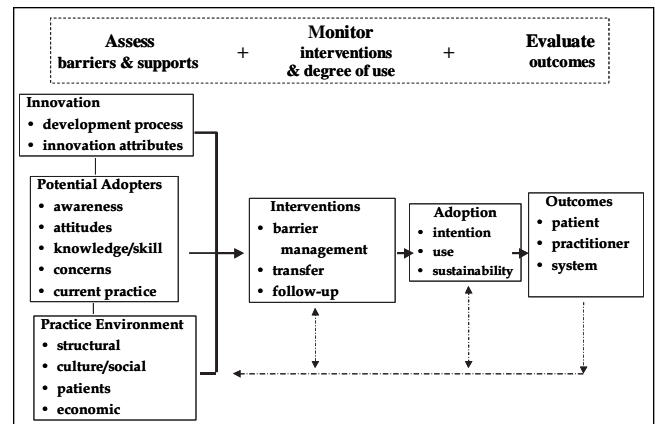 Assess
barriers & supports
+
Monitor
interventions
& degree of use
+
Evaluate
outcomes
Innovation
• development process
• innovation attributes
Potential Adopters
• awareness
• attitudes
• knowledge/skill
• concerns
• current practice
Practice Environment
• structural
• culture/social
• patients
• economic
Interventions
• barrier
management
• transfer
• follow-up
Adoption
• intention
• use
• sustainability
Outcomes
• patient
• practitioner
• system